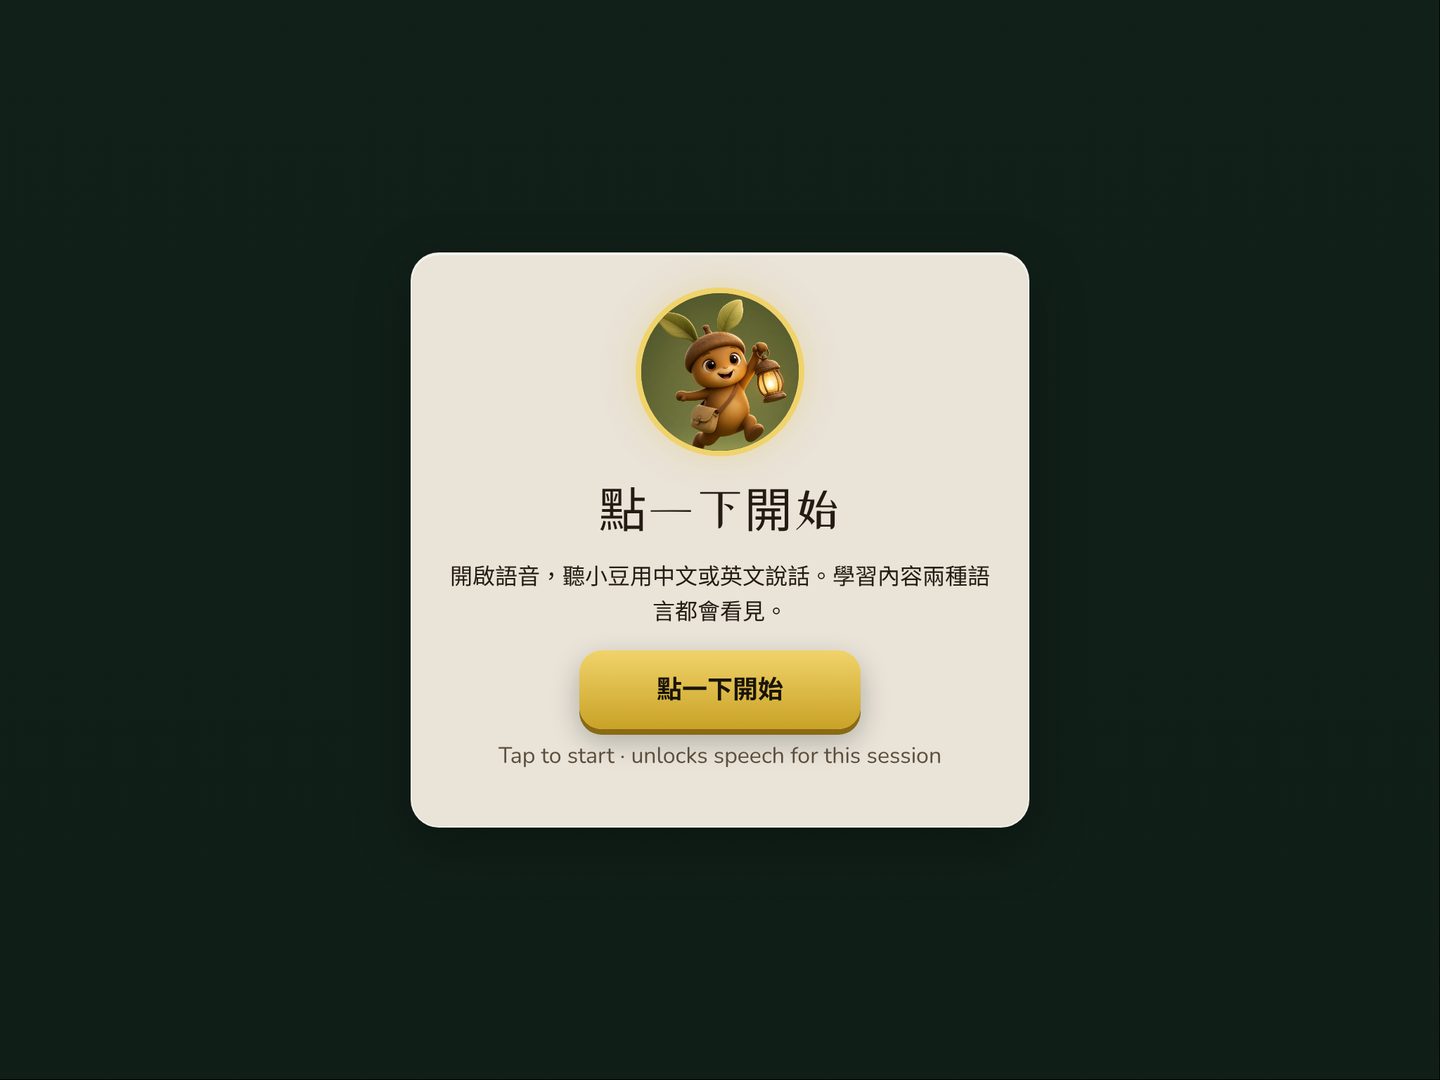 點一下開始
開啟語音，聽小豆用中文或英文說話。學習內容兩種語
言都會看見。
點一下開始
Tap to start · unlocks speech for this session